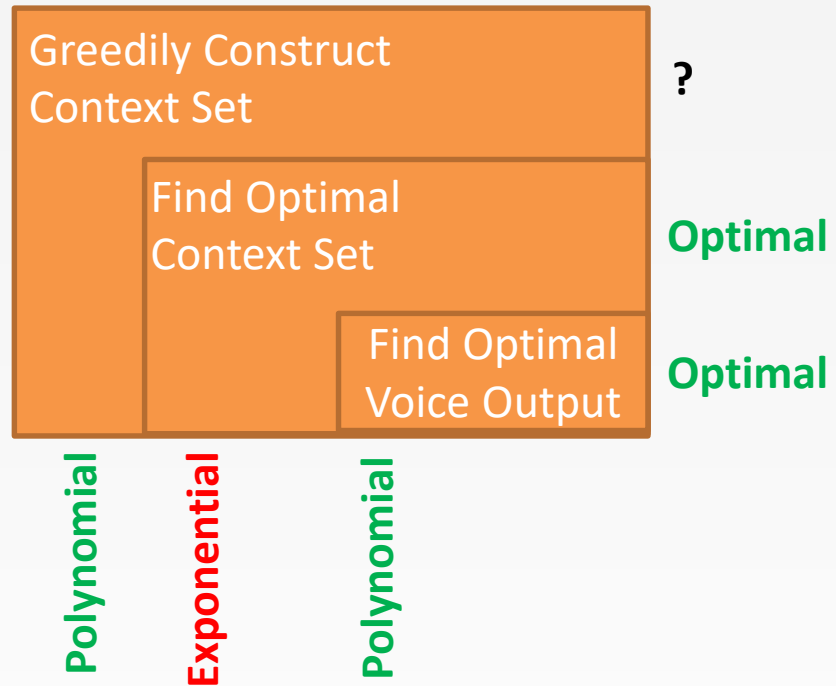 Greedily Construct
Context Set
?
Find Optimal
Context Set
Optimal
Find Optimal
Voice Output
Optimal
Polynomial
Exponential
Polynomial